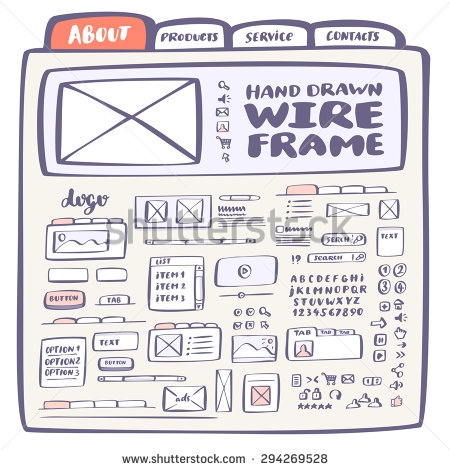 ABOUT
PRODUCTS
SERVICE
CONTACTS
HAND DRAWN
WIRE
FRAME
logo
shutterstock
SERCH
TEXT
LIST
ITEM 1
ITEM 2
ITEM 3
!? SEARCH
BUTTON
TAB
ABCDEFGHI
JKLMNOPQR
STUVWXYZ
1234567890
1 2
3 4
TAB TAB TAB
OPTION 1
OPTION 2
OPTION 3
BUTTON
ads
www.shutterstock.com · 294269528